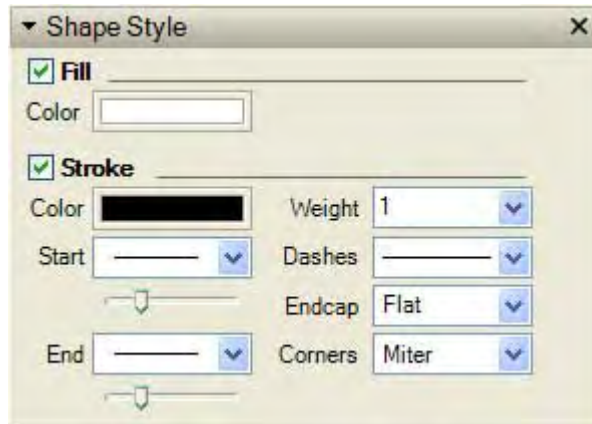 Shape Style
Fill
Color
Stroke
Color Weight 1
Start Dashes
Endcap Flat
End Corners Miter